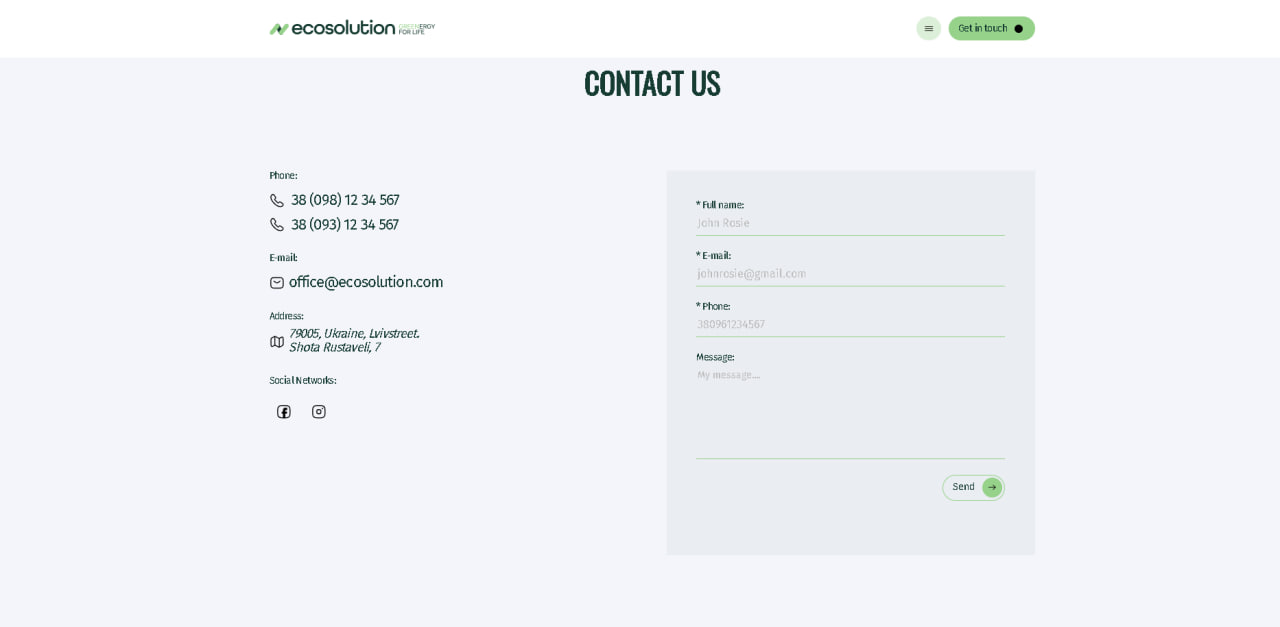 ecosolution GREENERGY
FOR LIFE
Get in touch
CONTACT US
Phone:
38 (098) 12 34 567
38 (093) 12 34 567
E-mail:
office@ecosolution.com
Address:
79005, Ukraine, Lvivstreet.
Shota Rustaveli, 7
Social Networks:
* Full name:
John Rosie
* E-mail:
johnrosie@gmail.com
* Phone:
380961234567
Message:
My message....
Send